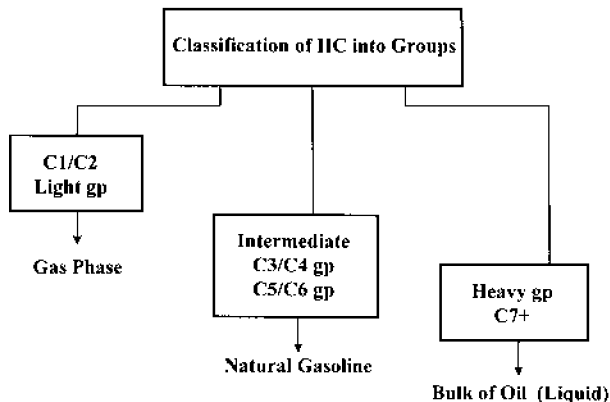 Classification of HC into Groups
C1/C2
Light gp
Gas Phase
Intermediate
C3/C4 gp
C5/C6 gp
Natural Gasoline
Heavy gp
C7+
Bulk of Oil (Liquid)